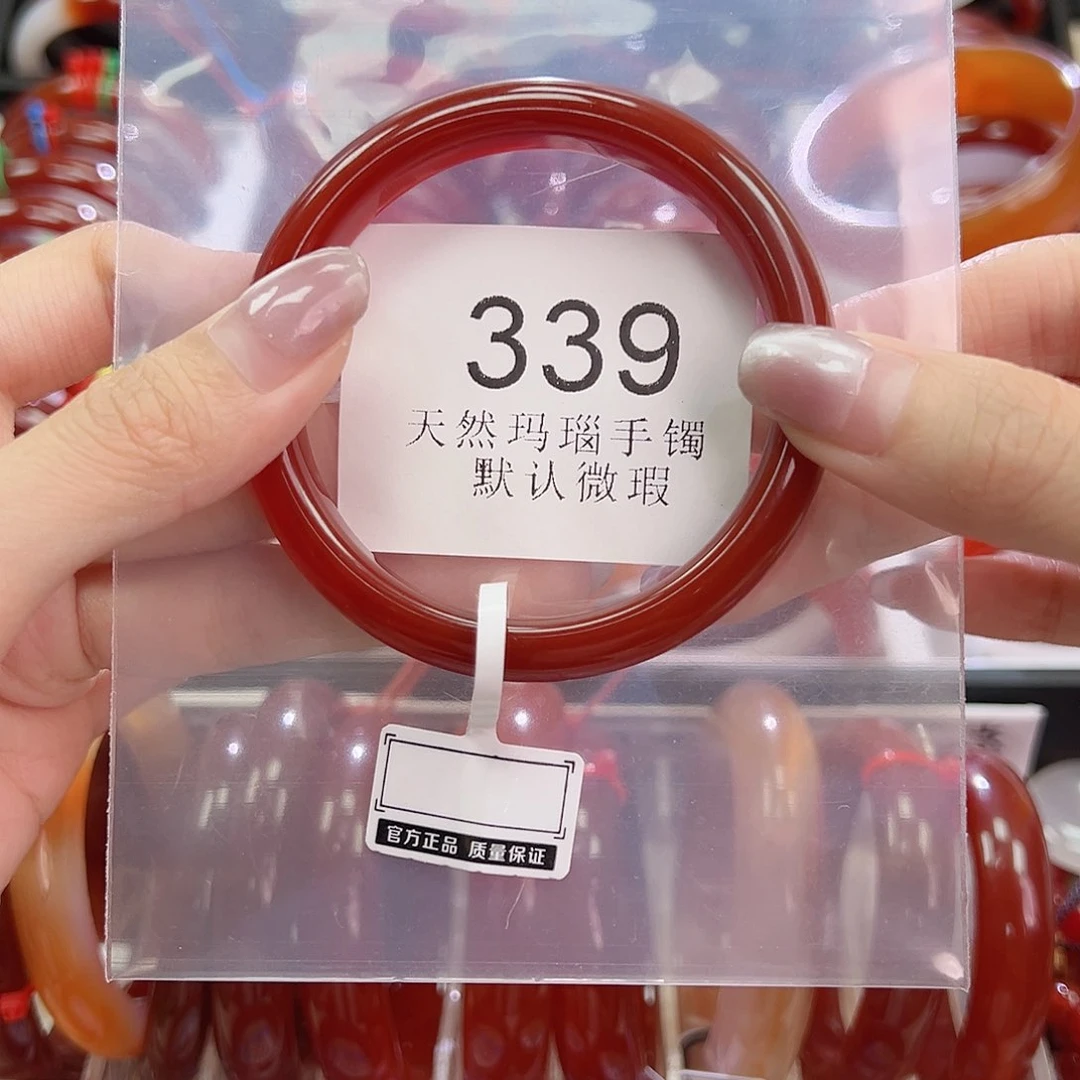 339
天然玛瑙手镯
默认微瑕
官方正品 质量保证